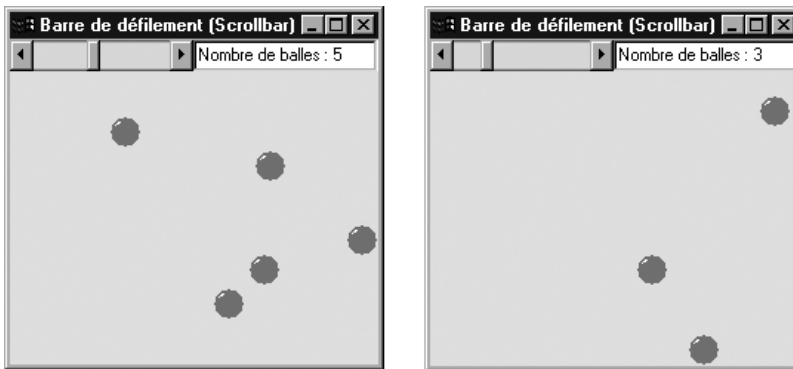 Barre de défilement (Scrollbar)
Nombre de balles : 5
Barre de défilement (Scrollbar)
Nombre de balles : 3